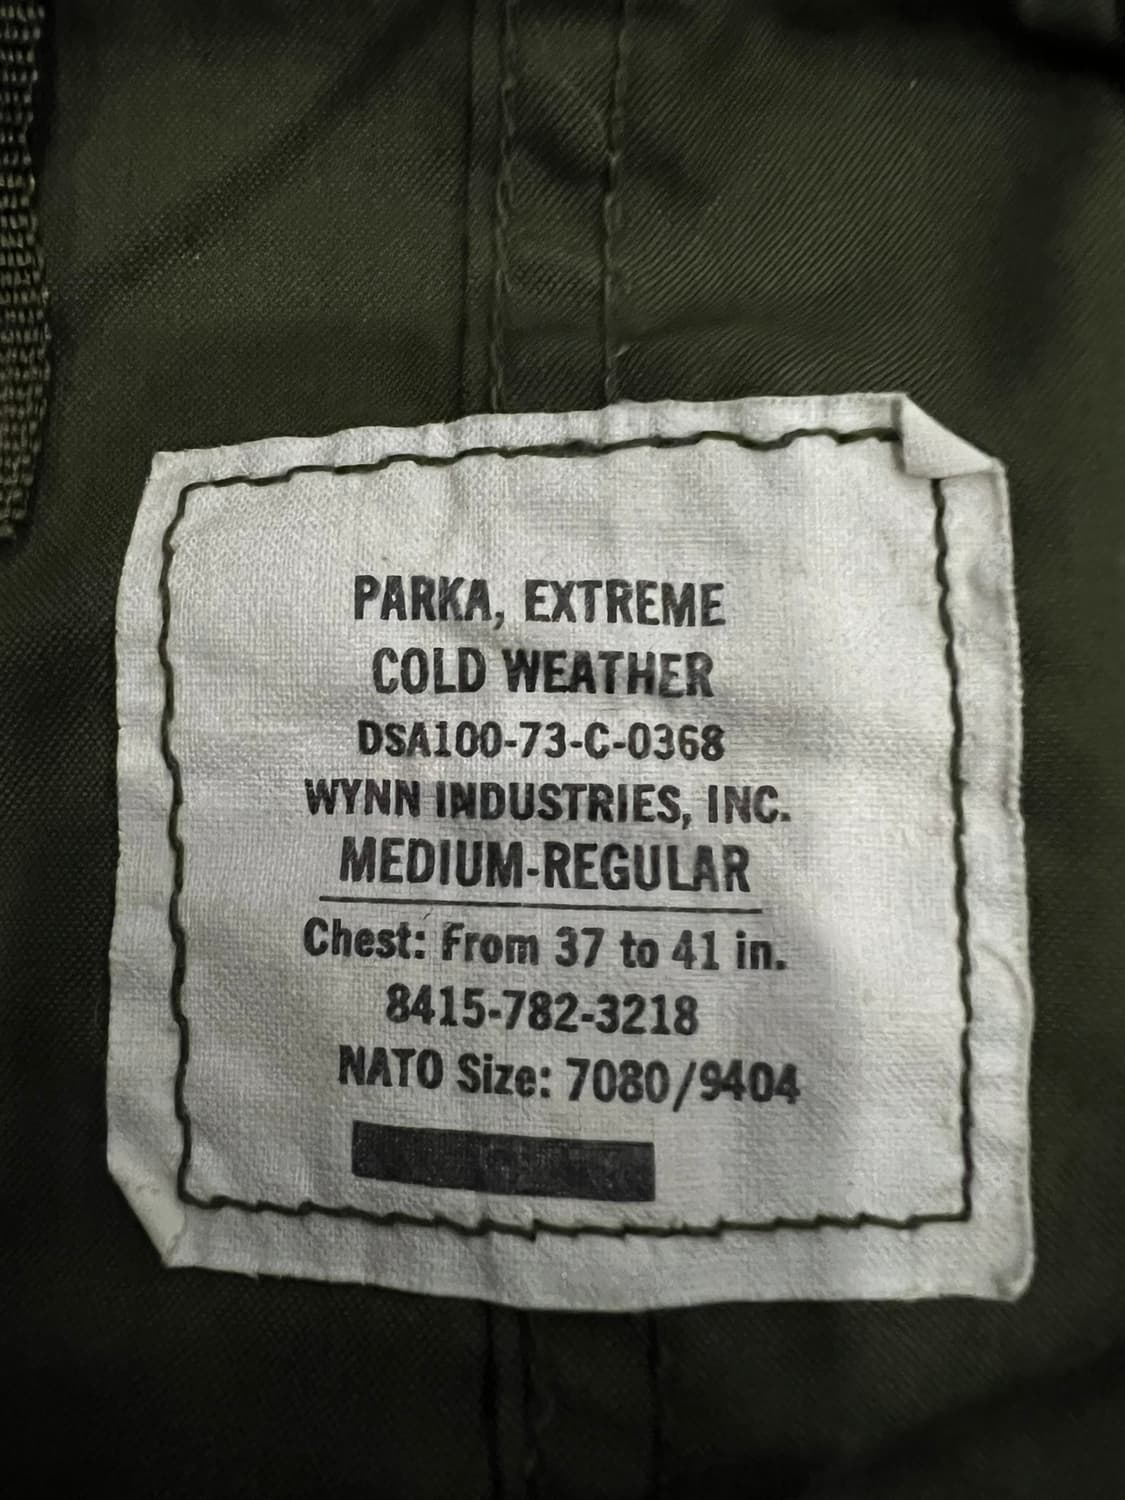 PARKA, EXTREME
COLD WEATHER
DSA100-73-C-0368
WYNN INDUSTRIES, INC.
MEDIUM-REGULAR
Chest: From 37 to 41 in.
8415-782-3218
NATO Size: 7080/9404